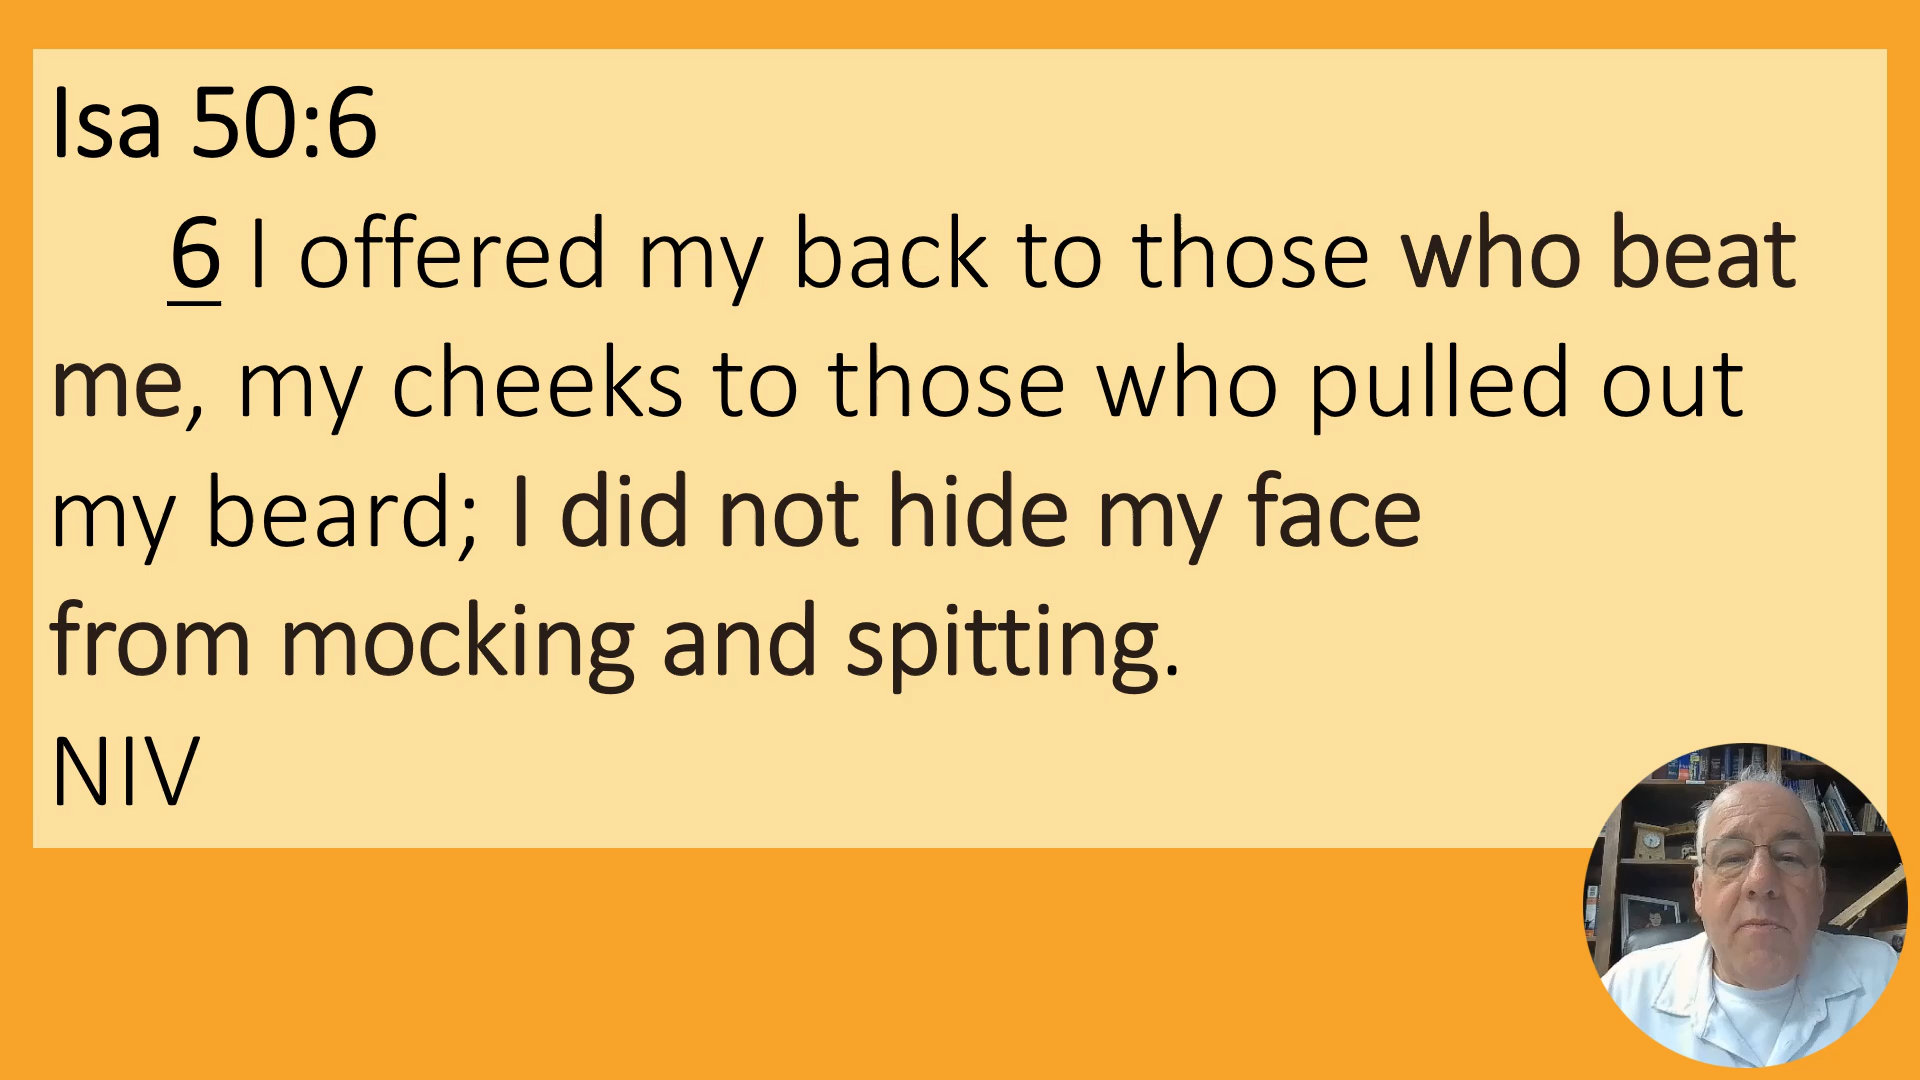 Isa 50:6
6 I offered my back to those who beat
me, my cheeks to those who pulled out
my beard; I did not hide my face
from mocking and spitting.
NIV